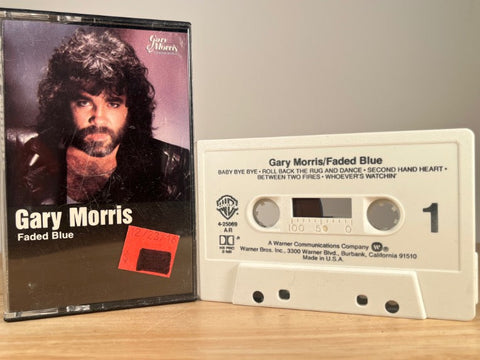 Gary
Morris
Gary Morris
Faded Blue
Gary Morris/Faded Blue
BABY BYE BYE • ROLL BACK THE RUG AND DANCE • SECOND HAND HEART •
BETWEEN TWO FIRES • WHOEVER'S WATCHIN'
4-25069
A/R
100 50 0
1
A Warner Communications Company
Warner Bros. Inc., 3300 Warner Blvd., Burbank, California 91510
Made in U.S.A.